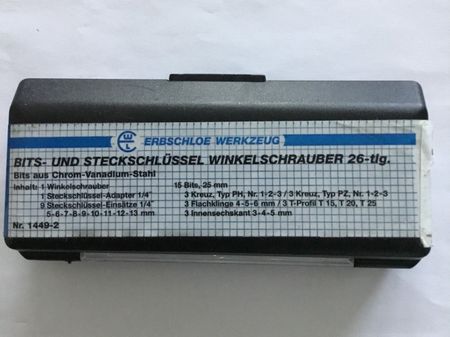 ERBSCHLOE WERKZEUG
BITS- UND STECKSCHLÜSSEL WINKELSCHRAUBER 26-tlg.
Bits aus Chrom-Vanadium-Stahl
Inhalt: 1 Winkelschrauber 15 Bits, 25 mm
1 Steckschlüssel-Adapter 1/4" 3 Kreuz, Typ PH, Nr. 1-2-3 / 3 Kreuz, Typ PZ, Nr. 1-2-3
9 Steckschlüssel-Einsätze 1/4" 3 Flachklinge 4-5-6 mm / 3 T-Profil T 15, T 20, T 25
5-6-7-8-9-10-11-12-13 mm 3 Innensechskant 3-4-5 mm
Nr. 1449-2